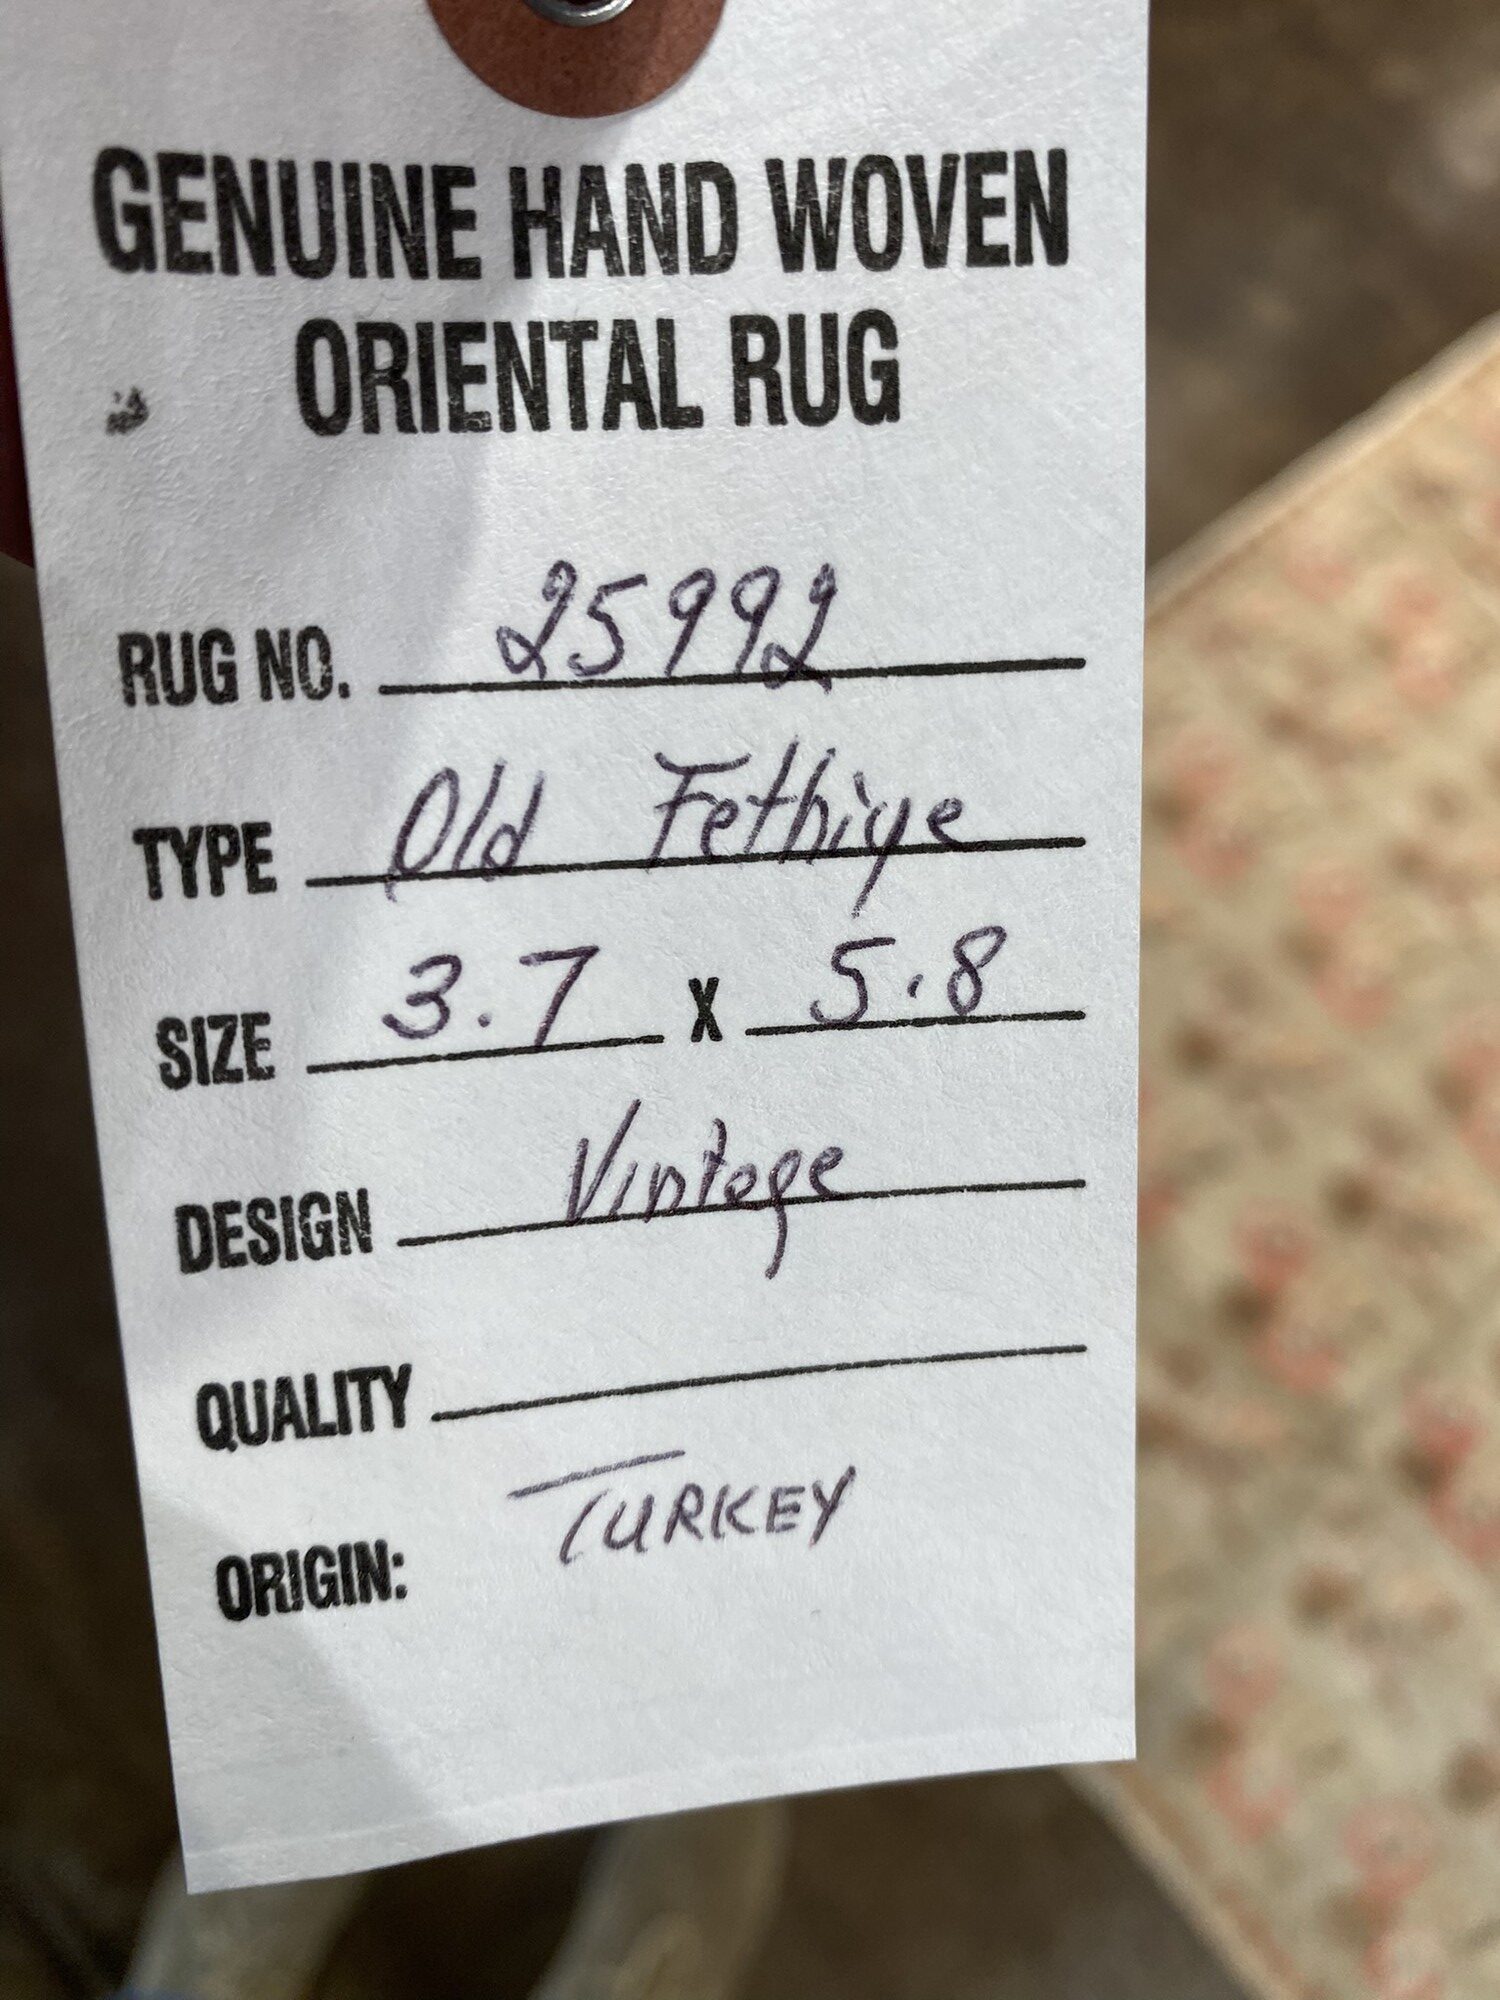 GENUINE HAND WOVEN
ORIENTAL RUG
RUG NO. 25992
TYPE Old Fethiye
SIZE 3.7 X 5.8
DESIGN Vintage
QUALITY
ORIGIN: TURKEY